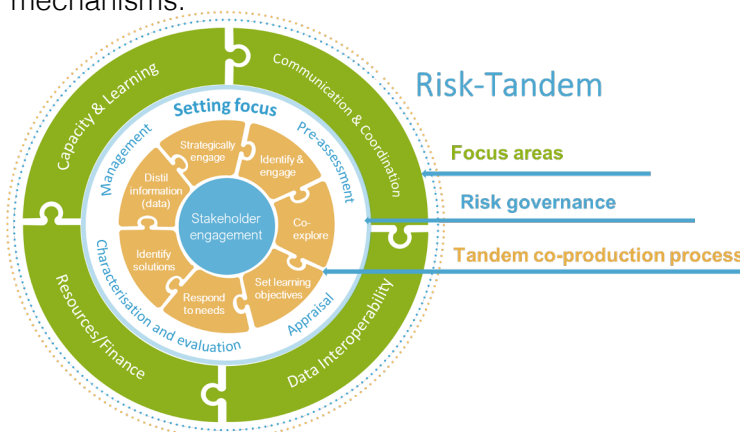 mechanisms.
Risk-Tandem
Capacity & Learning
Communication & Coordination
Setting focus
Management
Pre-assessment
Strategically
engage
Identify &
engage
Distil
information
(data)
Stakeholder
engagement
Co-
explore
Identify
solutions
Respond
to needs
Set learning
objectives
Characterisation and evaluation
Appraisal
Resources/Finance
Data Interoperability
Focus areas
Risk governance
Tandem co-production process